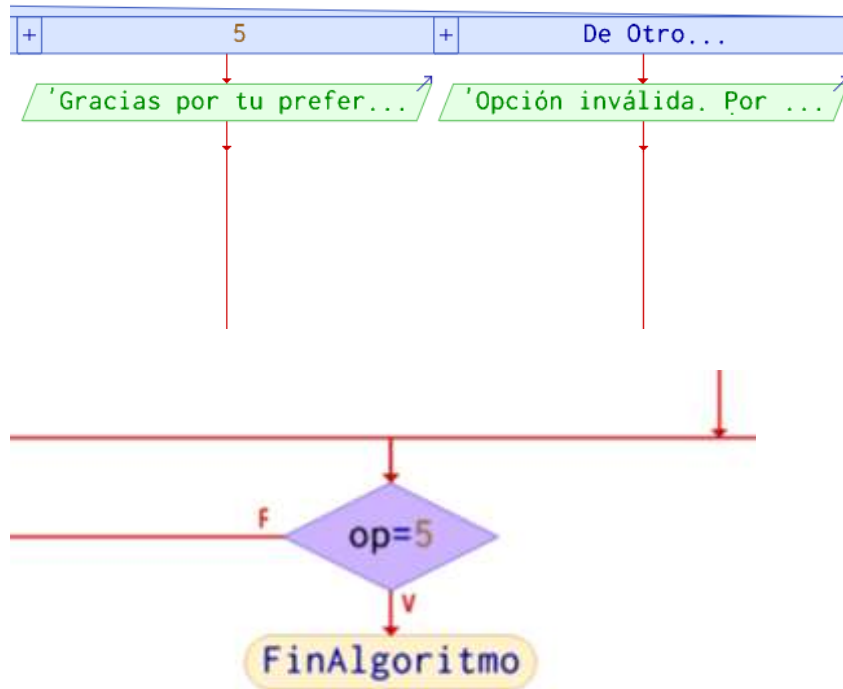 + 5 + De Otro...
'Gracias por tu prefer... 'Opción inválida. Por ...
F
op=5
V
FinAlgoritmo